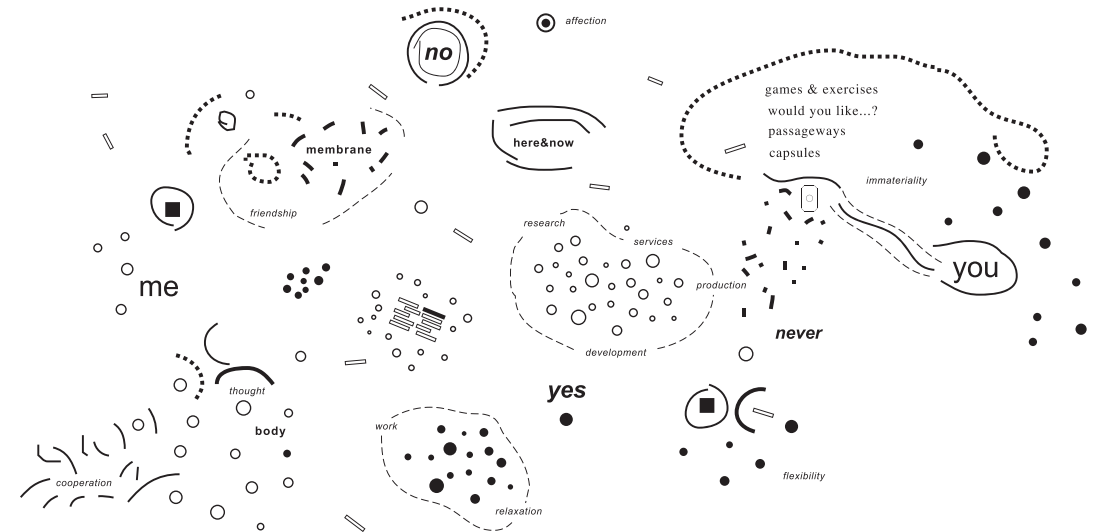 affection
no
games & exercises
would you like...?
passageways
capsules
here&now
membrane
immateriality
friendship
research
services
you
me
production
never
development
thought
yes
work
body
cooperation
flexibility
relaxation